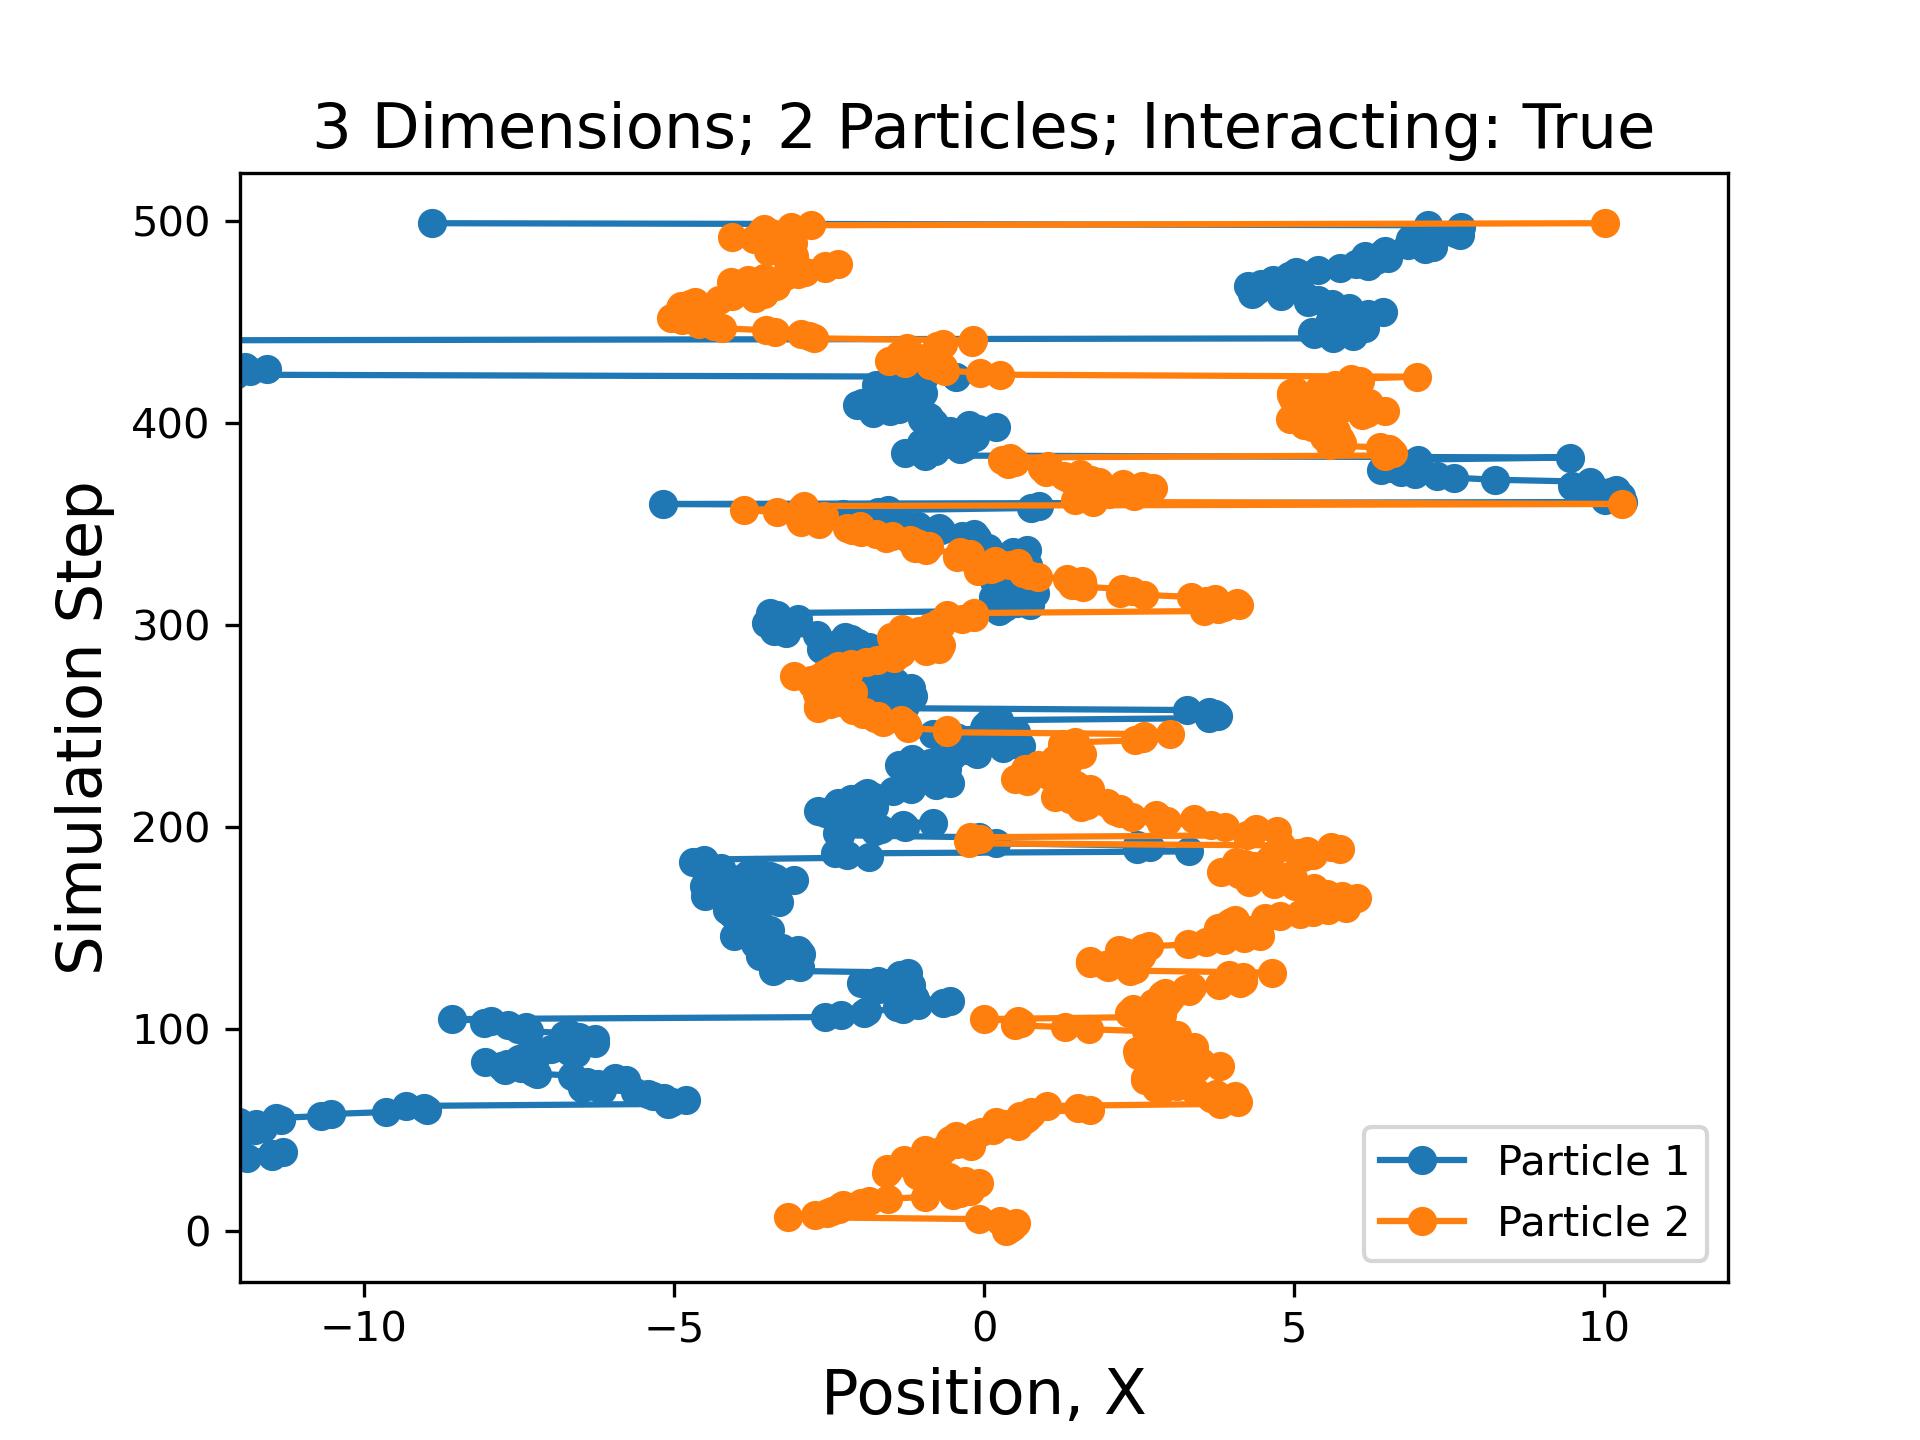 3 Dimensions; 2 Particles; Interacting: True
Simulation Step
500
400
300
200
100
0
−10
−5
0
5
10
Position, X
Particle 1
Particle 2